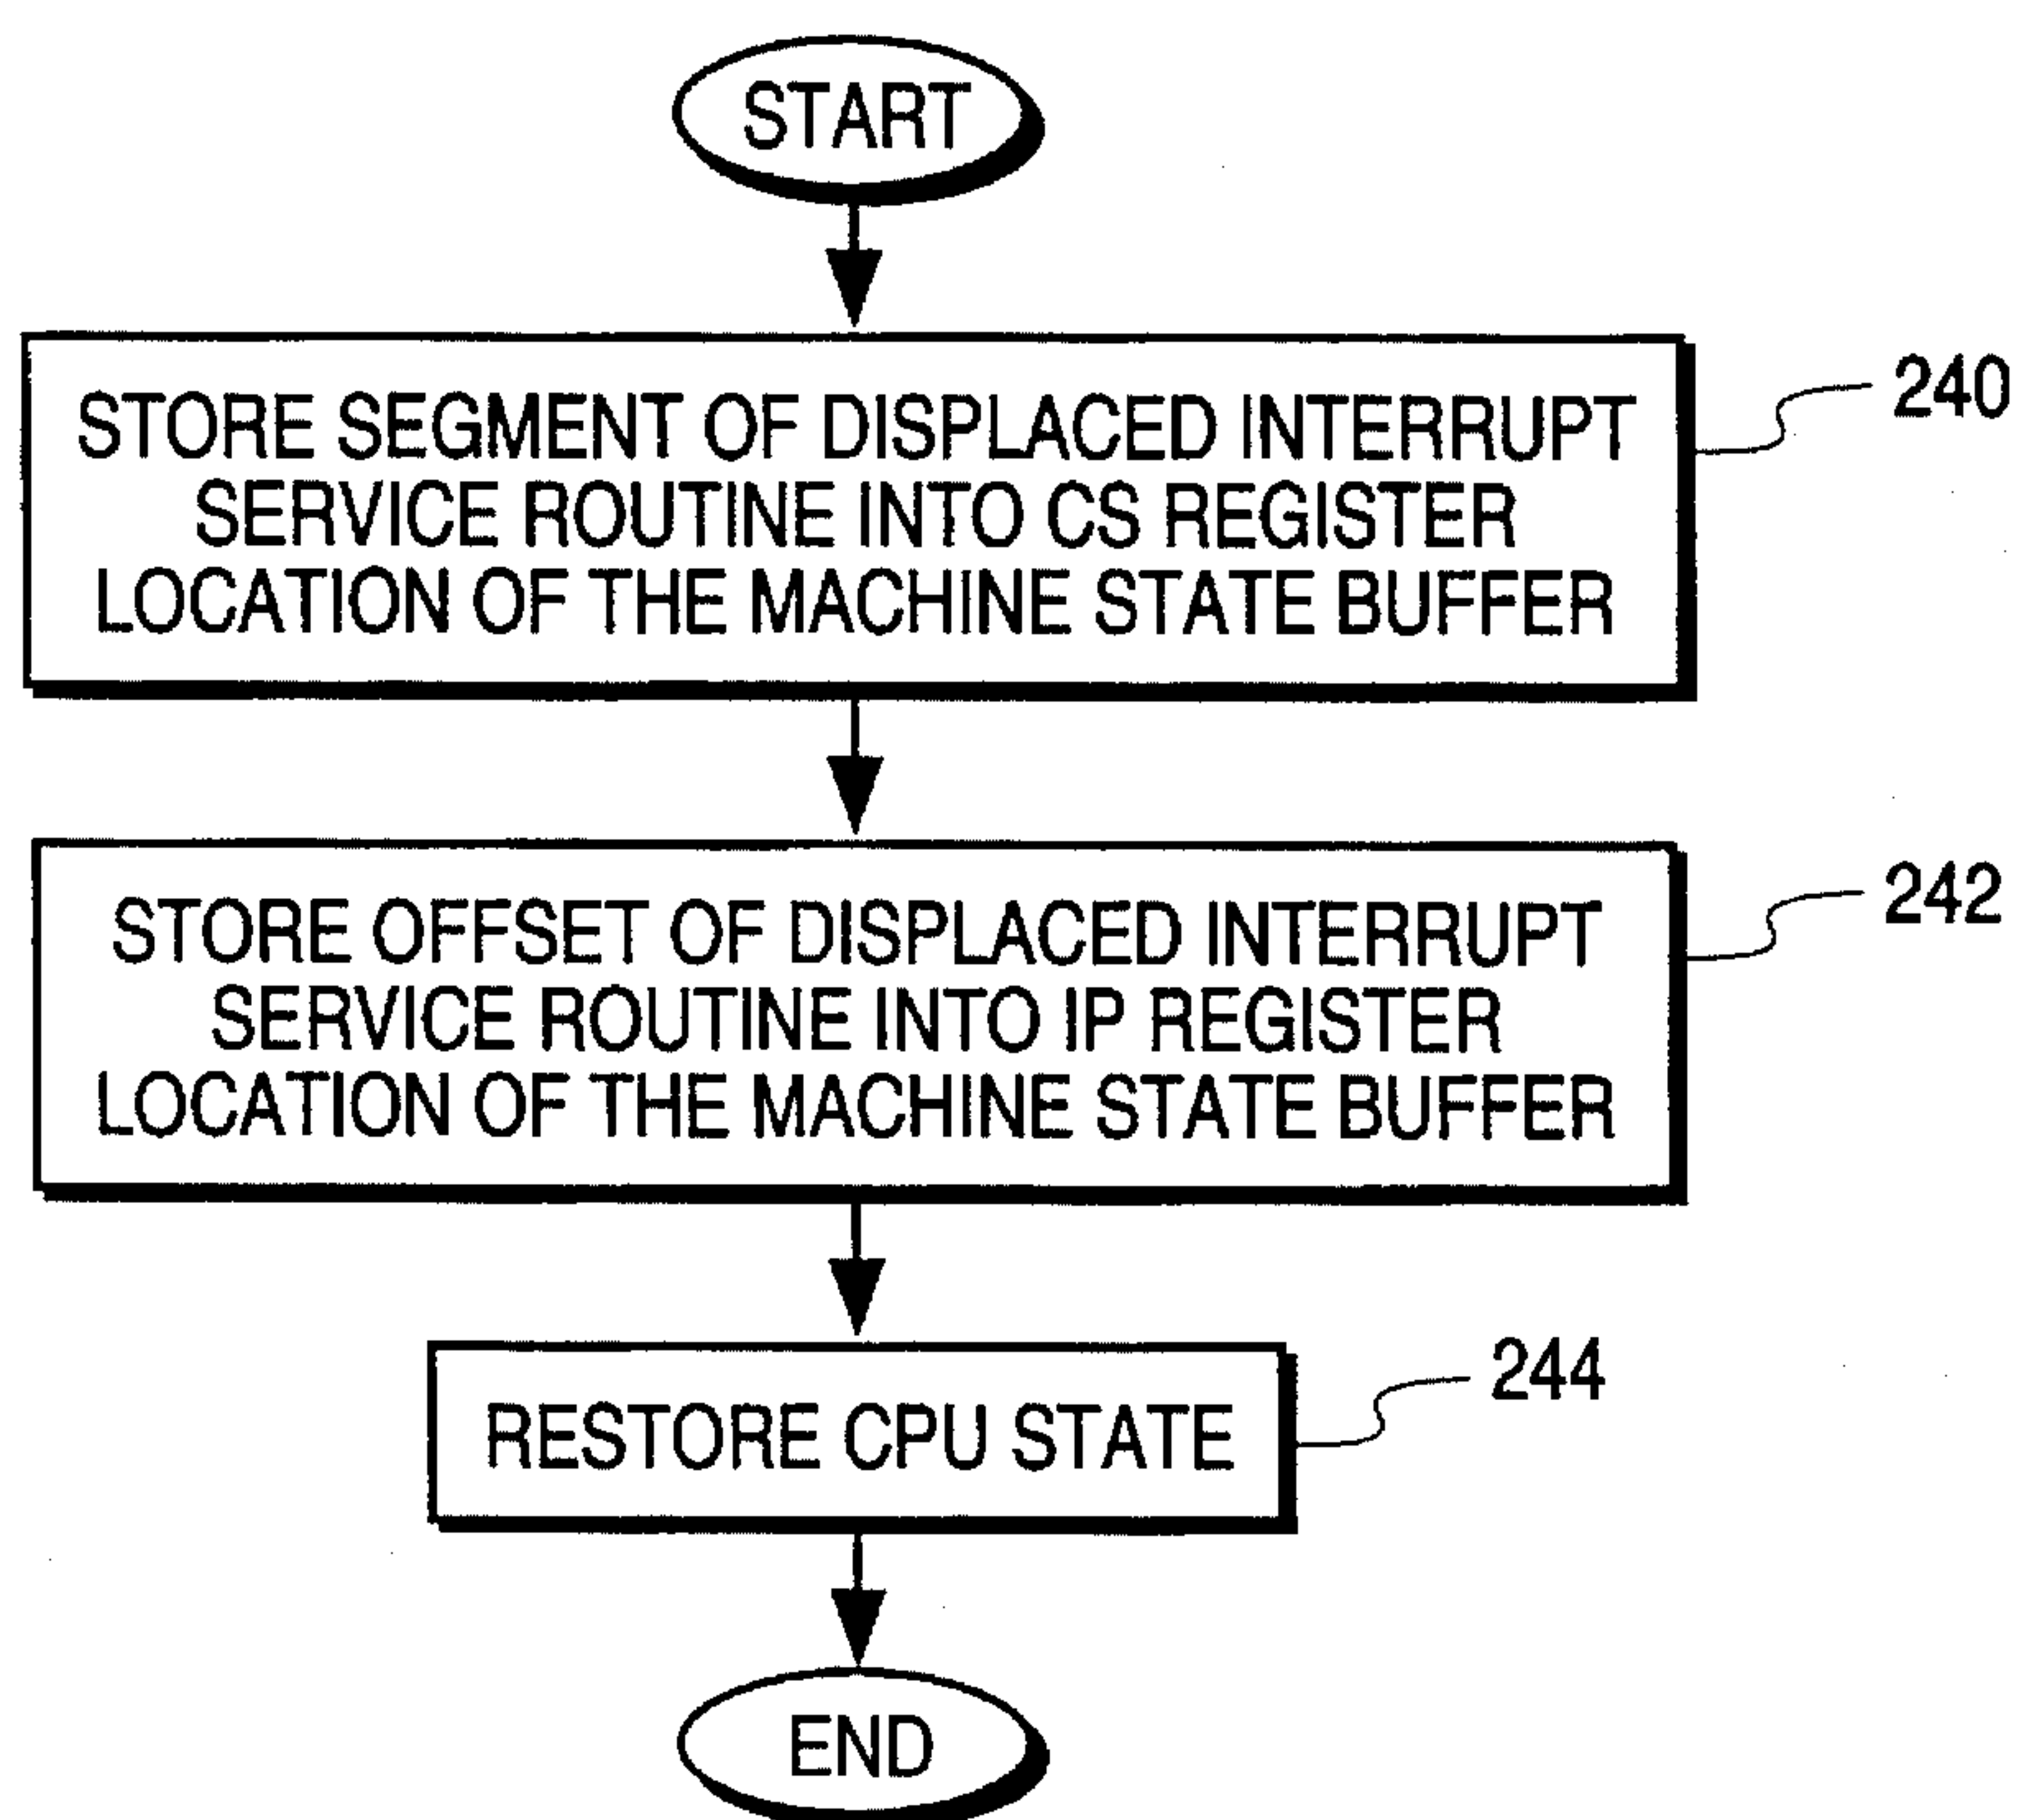 START
STORE SEGMENT OF DISPLACED INTERRUPT
SERVICE ROUTINE INTO CS REGISTER
LOCATION OF THE MACHINE STATE BUFFER
240
STORE OFFSET OF DISPLACED INTERRUPT
SERVICE ROUTINE INTO IP REGISTER
LOCATION OF THE MACHINE STATE BUFFER
242
RESTORE CPU STATE
244
END